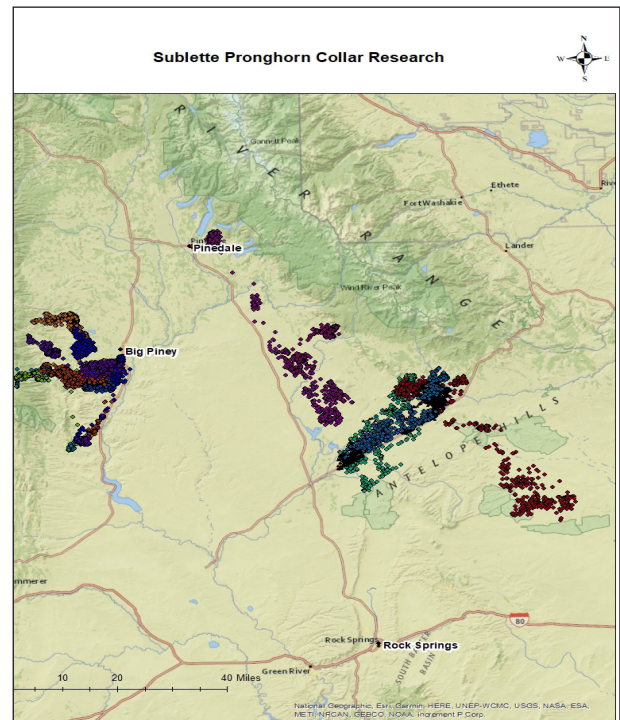 Sublette Pronghorn Collar Research
N
W E
S
RIVER RANGE
Gannett Peak
Ethete
Fort Washakie
Lander
Pinedale
Wind River Peak
Big Piney
ANTELOPE HILLS
mmerer
80
Rock Springs
Rock Springs
Green River
10 20 40 Miles
National Geographic, Esri, Garmin, HERE, UNEP-WCMC, USGS, NASA, ESA,
METI, NRCAN, GEBCO, NOAA, increment P Corp.